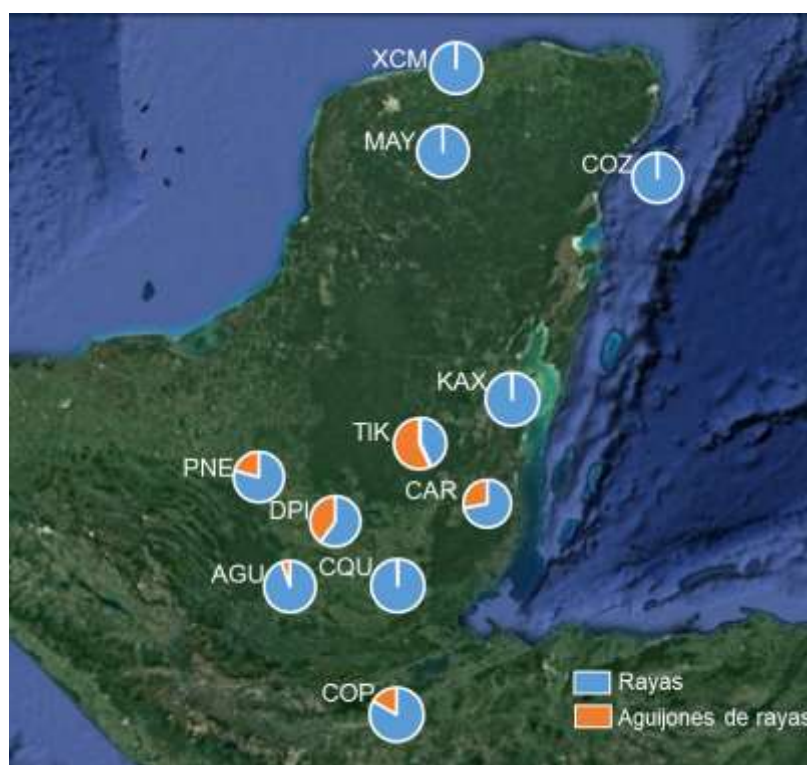 XCM
MAY
COZ
KAX
TIK
PNE
CAR
DPI
AGU
CQU
COP
Rayas
Aguijones de rayas